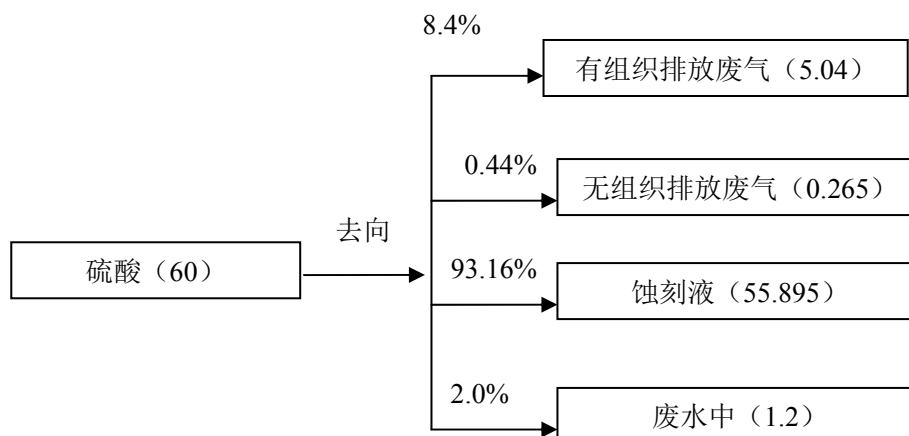 8.4%
有组织排放废气（5.04）
0.44%
无组织排放废气（0.265）
去向
硫酸（60）
93.16%
蚀刻液（55.895）
2.0%
废水中（1.2）